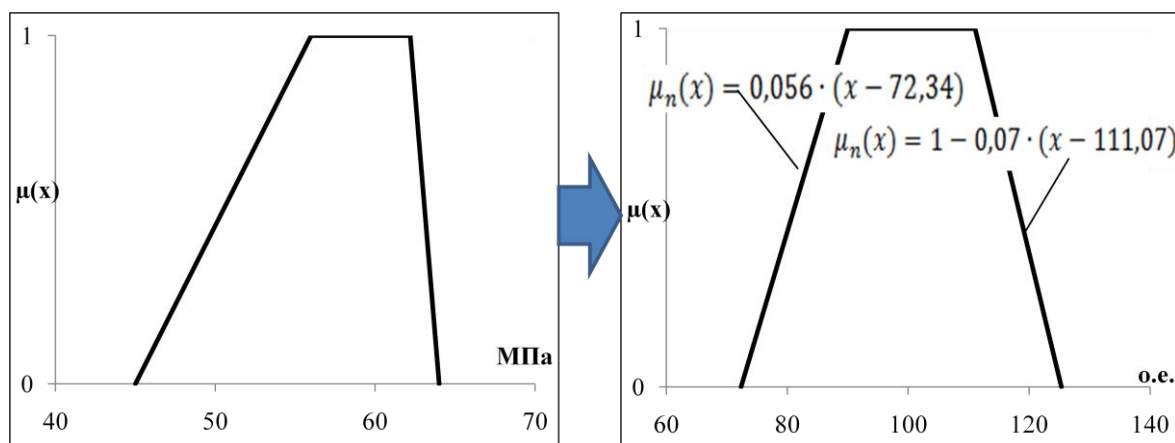 1
μ(x)
МПа
0
40 50 60 70
1
μₙ(x) = 0,056 · (x − 72,34)
μₙ(x) = 1 − 0,07 · (x − 111,07)
μ(x)
о.е.
0
60 80 100 120 140